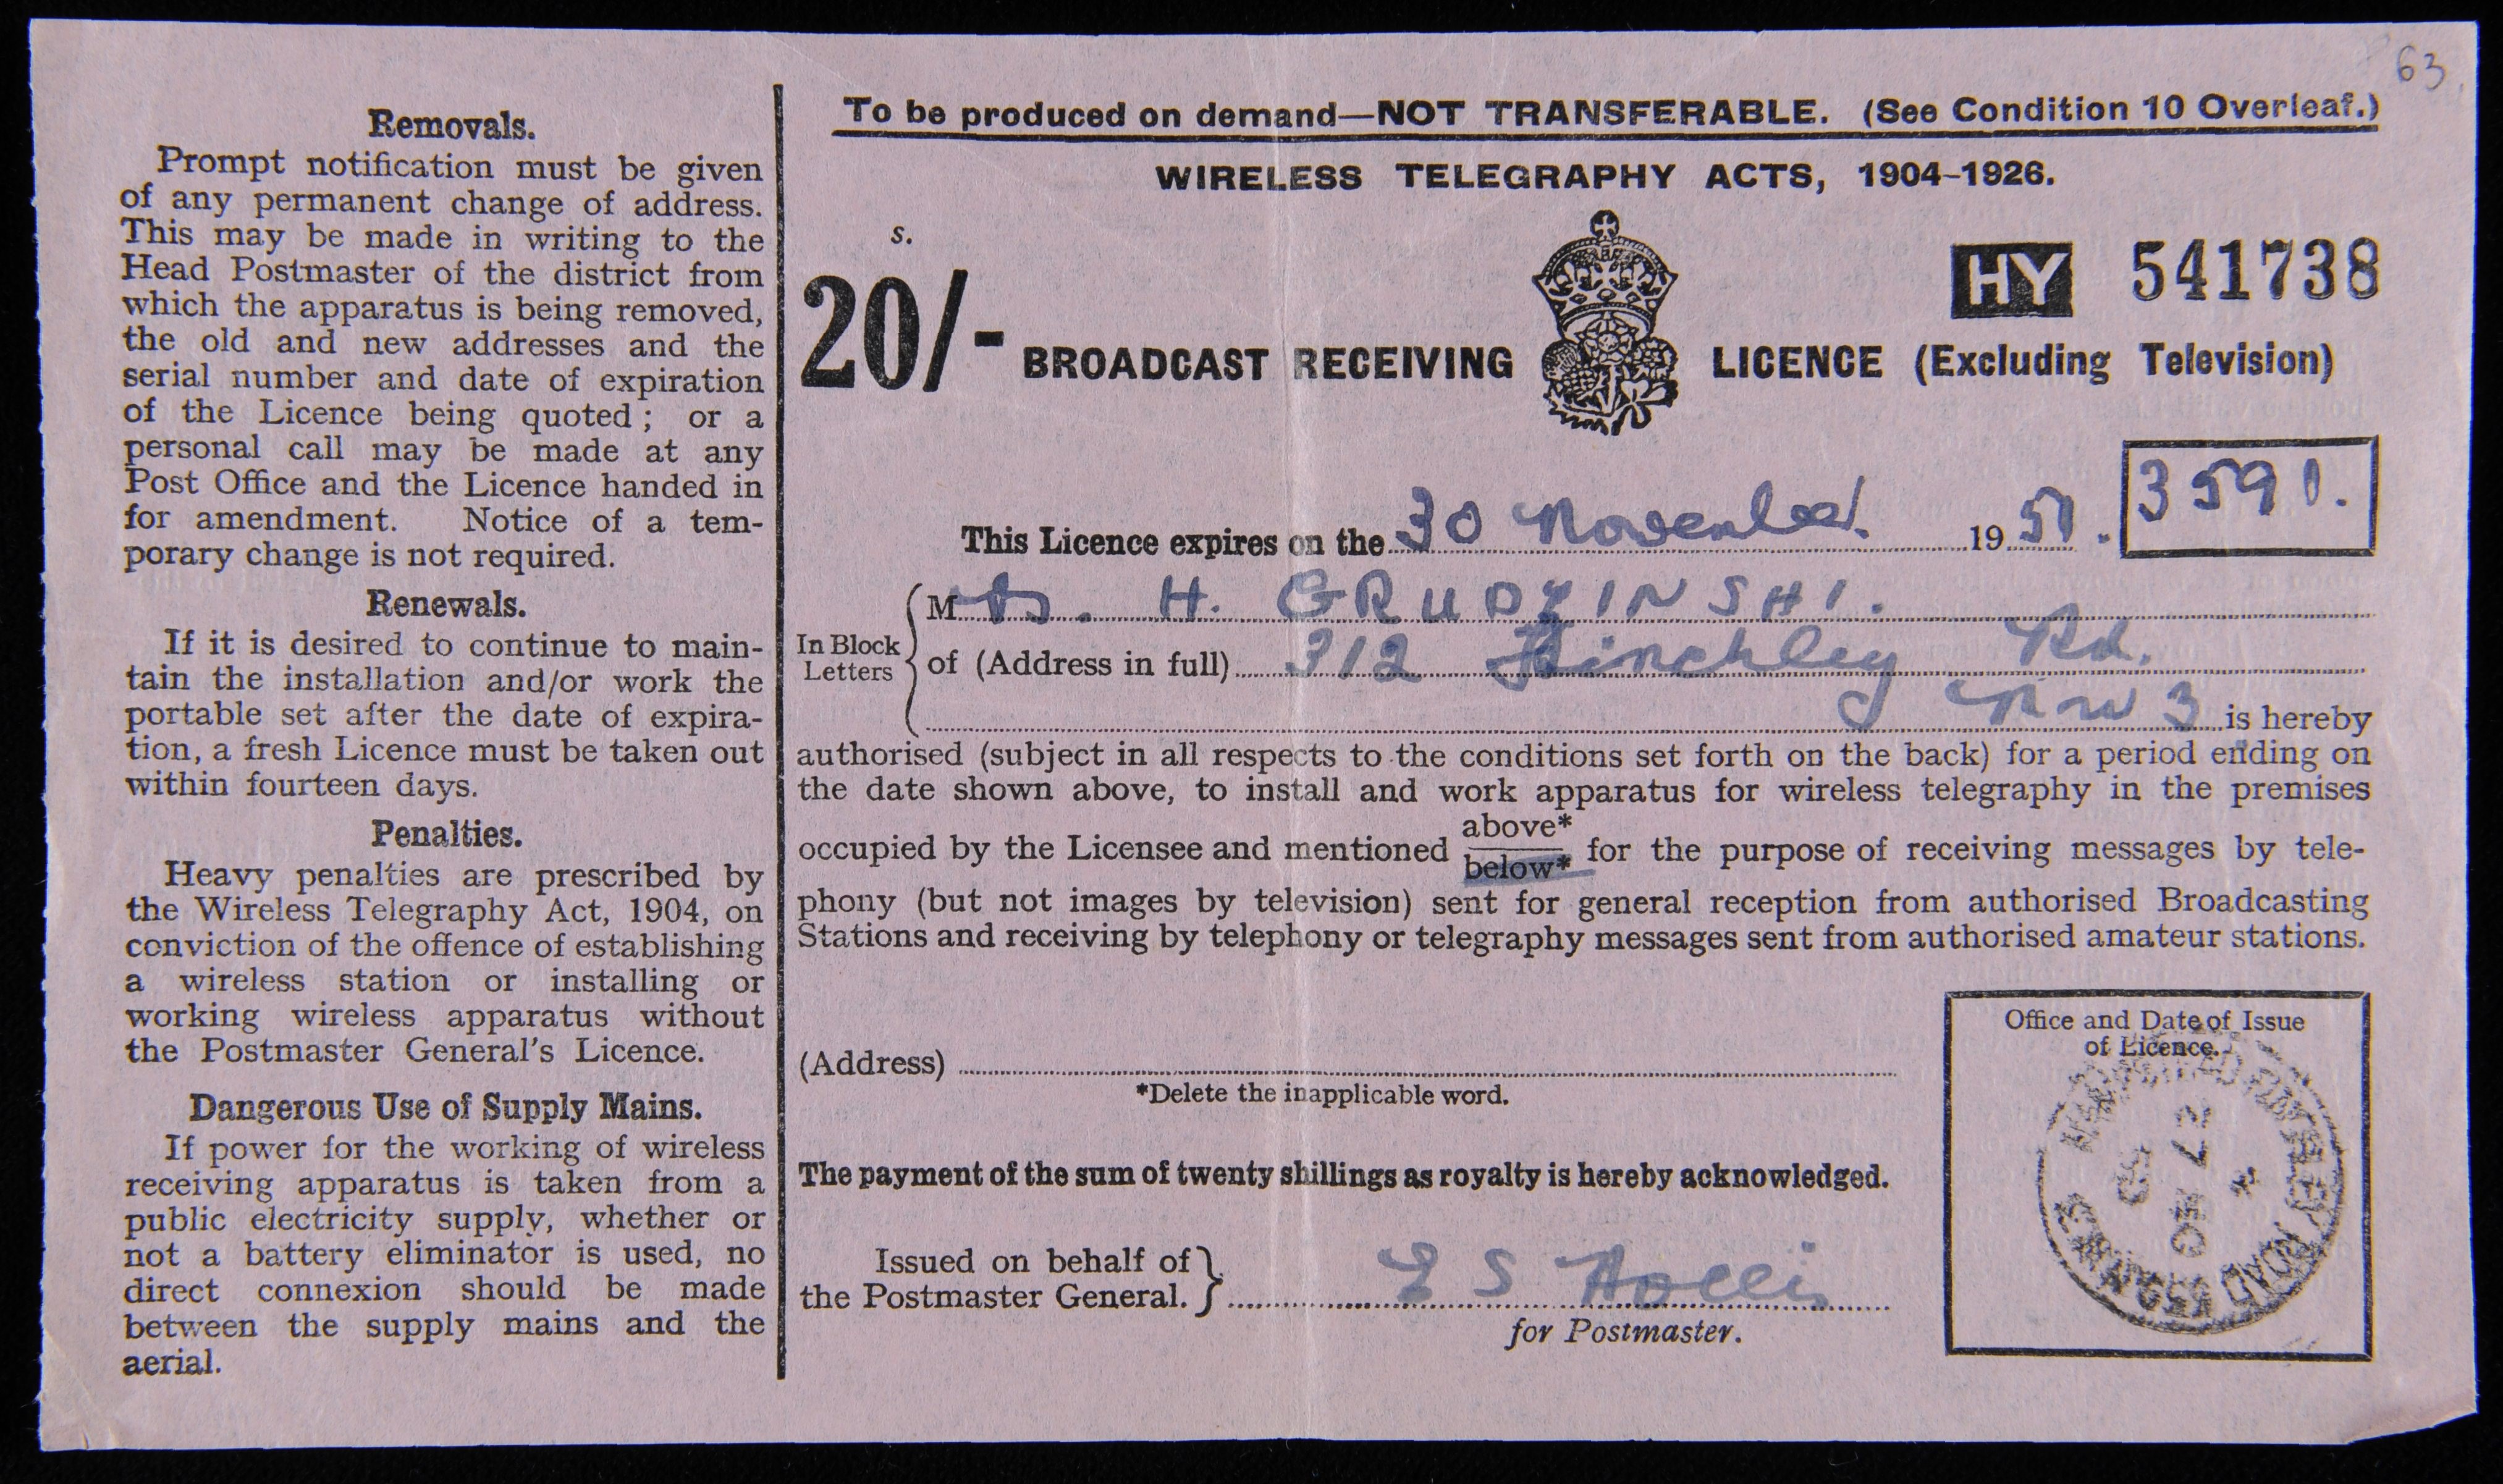 63
Removals.
Prompt notification must be given
of any permanent change of address.
This may be made in writing to the
Head Postmaster of the district from
which the apparatus is being removed,
the old and new addresses and the
serial number and date of expiration
of the Licence being quoted; or a
personal call may be made at any
Post Office and the Licence handed in
for amendment. Notice of a tem-
porary change is not required.
Renewals.
If it is desired to continue to main-
tain the installation and/or work the
portable set after the date of expira-
tion, a fresh Licence must be taken out
within fourteen days.
Penalties.
Heavy penalties are prescribed by
the Wireless Telegraphy Act, 1904, on
conviction of the offence of establishing
a wireless station or installing or
working wireless apparatus without
the Postmaster General's Licence.
Dangerous Use of Supply Mains.
If power for the working of wireless
receiving apparatus is taken from a
public electricity supply, whether or
not a battery eliminator is used, no
direct connexion should be made
between the supply mains and the
aerial.
To be produced on demand—NOT TRANSFERABLE. (See Condition 10 Overleaf.)
WIRELESS TELEGRAPHY ACTS, 1904-1926.
s.
20/- BROADCAST RECEIVING LICENCE (Excluding Television)
HY 541738
This Licence expires on the 30 November 1950.
3590.
In Block Letters
M H. GRUDZINSHI.
of (Address in full) 312 Finchley Rd.
NW 3 is hereby
authorised (subject in all respects to the conditions set forth on the back) for a period ending on
the date shown above, to install and work apparatus for wireless telegraphy in the premises
occupied by the Licensee and mentioned above* below* for the purpose of receiving messages by tele-
phony (but not images by television) sent for general reception from authorised Broadcasting
Stations and receiving by telephony or telegraphy messages sent from authorised amateur stations.
(Address)
*Delete the inapplicable word.
The payment of the sum of twenty shillings as royalty is hereby acknowledged.
Issued on behalf of
the Postmaster General. E S Hollis
for Postmaster.
Office and Date of Issue
of Licence.
27 DEC
ROAD